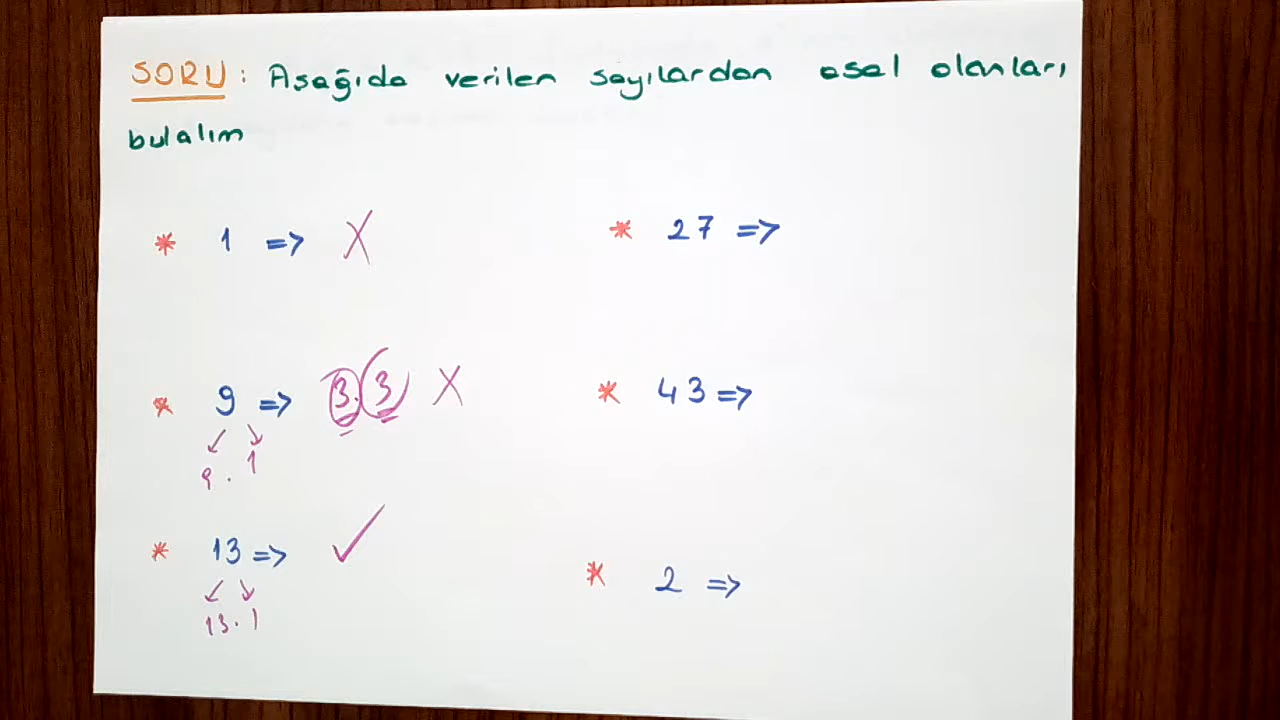 SORU : Aşağıda verilen sayılardan asal olanları
bulalım
* 1 => X
* 9 => 3.3 X
9 . 1
* 13 => ✓
13 . 1
* 27 =>
* 43 =>
* 2 =>